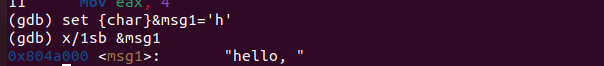 11 mov eax, 4
(gdb) set {char}&msg1='h'
(gdb) x/1sb &msg1
0x804a000 <msg1>: "hello, "